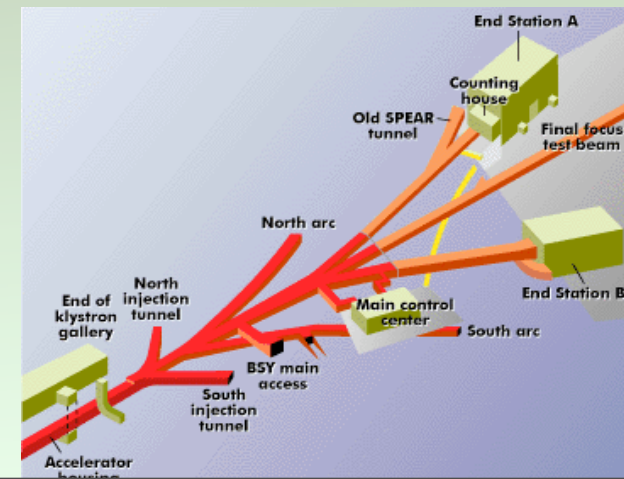 End Station A
Counting
house
Old SPEAR
tunnel
Final focus
test beam
North arc
End of
klystron
gallery
North
injection
tunnel
End Station B
Main control
center
South arc
BSY main
access
South
injection
tunnel
Accelerator
housing